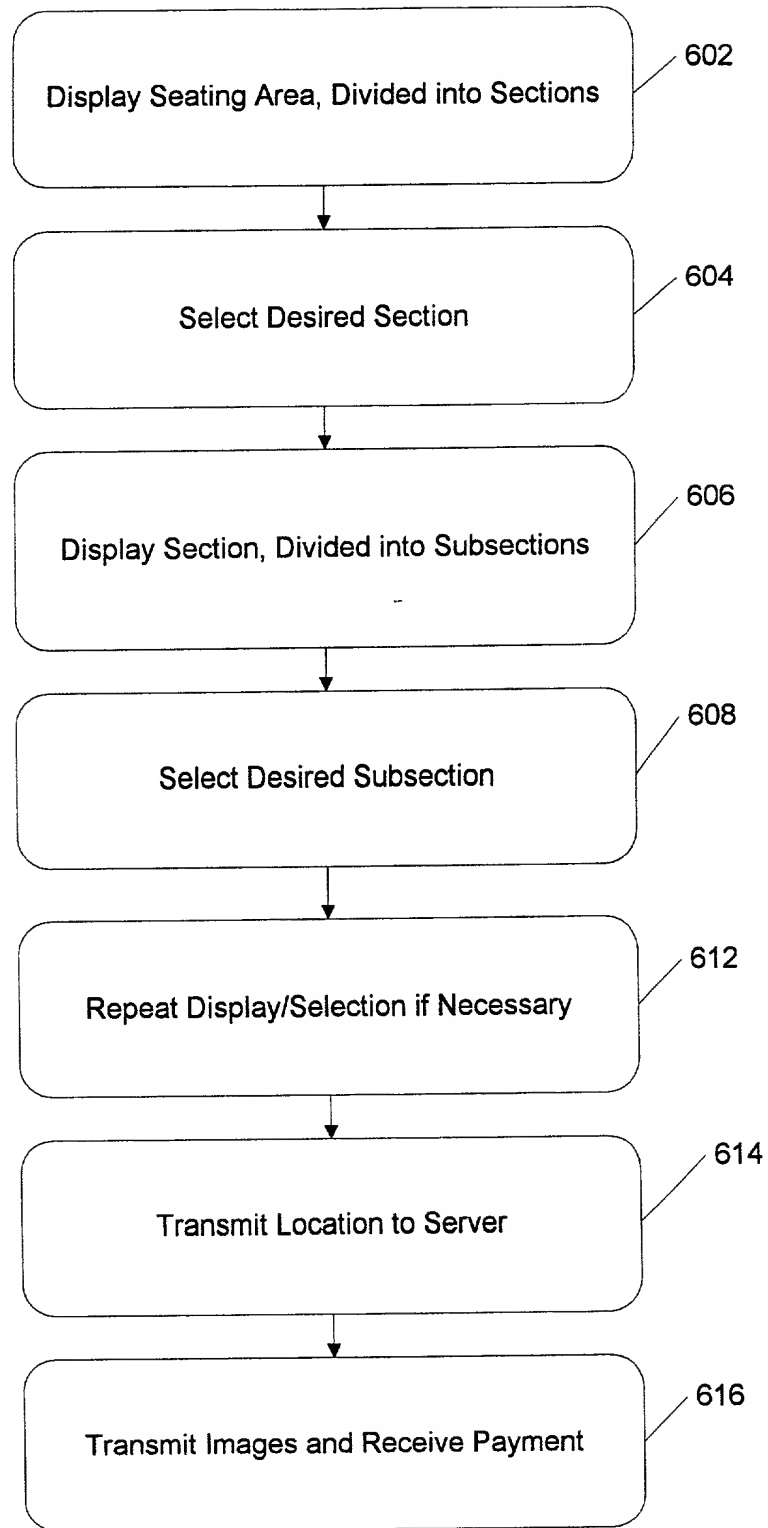 Display Seating Area, Divided into Sections
602
Select Desired Section
604
Display Section, Divided into Subsections
606
Select Desired Subsection
608
Repeat Display/Selection if Necessary
612
Transmit Location to Server
614
Transmit Images and Receive Payment
616